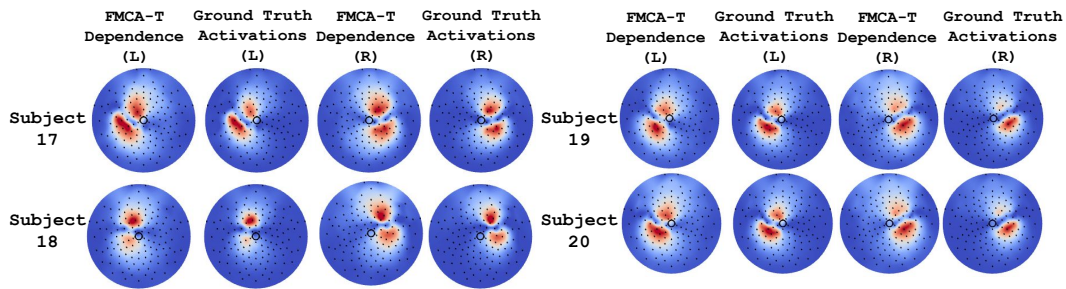 FMCA-T Ground Truth FMCA-T Ground Truth
Dependence Activations Dependence Activations
(L) (L) (R) (R)
Subject
17
Subject
18
FMCA-T Ground Truth FMCA-T Ground Truth
Dependence Activations Dependence Activations
(L) (L) (R) (R)
Subject
19
Subject
20